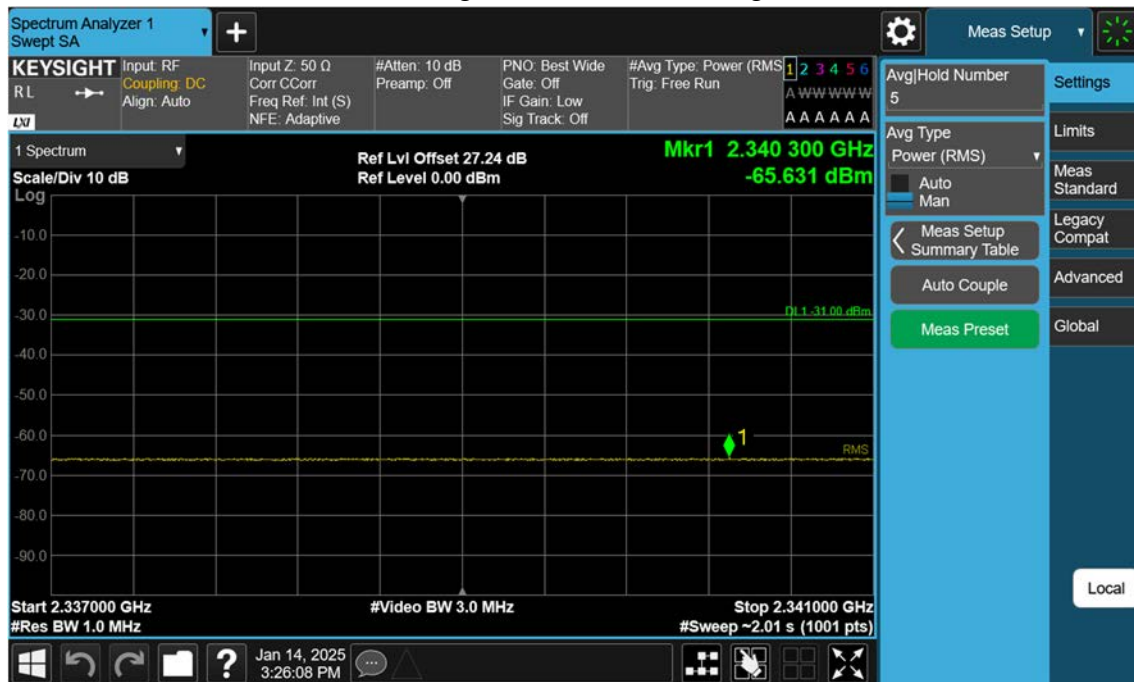 Spectrum Analyzer 1
Swept SA
Meas Setup
KEYSIGHT
RL
LXI
Input: RF
Coupling: DC
Align: Auto
Input Z: 50 Ω
Corr CCorr
Freq Ref: Int (S)
NFE: Adaptive
#Atten: 10 dB
Preamp: Off
PNO: Best Wide
Gate: Off
IF Gain: Low
Sig Track: Off
#Avg Type: Power (RMS
Trig: Free Run
1 2 3 4 5 6
A W W W W W
A A A A A A
1 Spectrum
Scale/Div 10 dB
Ref Lvl Offset 27.24 dB
Ref Level 0.00 dBm
Mkr1 2.340 300 GHz
-65.631 dBm
Log
-10.0
-20.0
-30.0
DL1 -31.00 dBm
-40.0
-50.0
-60.0
1
RMS
-70.0
-80.0
-90.0
Start 2.337000 GHz
#Video BW 3.0 MHz
Stop 2.341000 GHz
#Res BW 1.0 MHz
#Sweep ~2.01 s (1001 pts)
Avg|Hold Number
5
Avg Type
Power (RMS)
Auto
Man
Meas Setup
Summary Table
Auto Couple
Meas Preset
Settings
Limits
Meas
Standard
Legacy
Compat
Advanced
Global
Local
?
Jan 14, 2025
3:26:08 PM